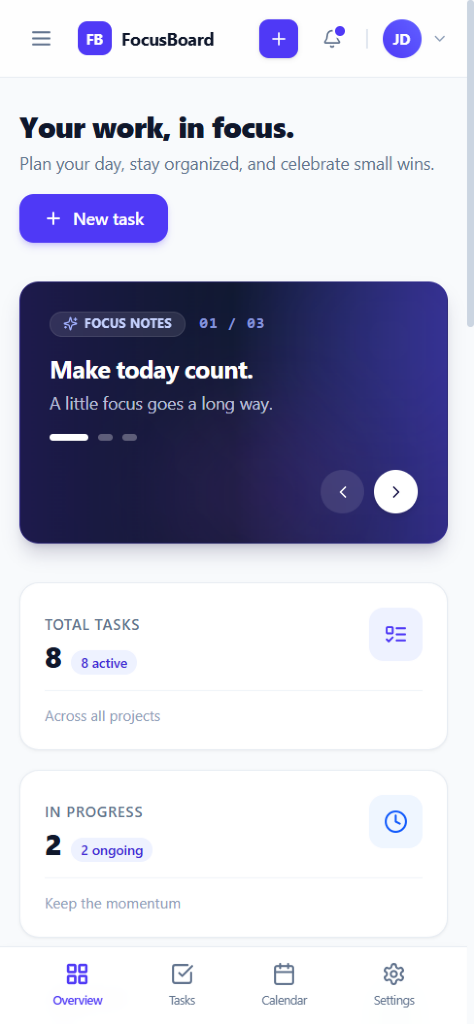 FB FocusBoard JD
Your work, in focus.
Plan your day, stay organized, and celebrate small wins.
+ New task
FOCUS NOTES 01 / 03
Make today count.
A little focus goes a long way.
TOTAL TASKS
8 8 active
Across all projects
IN PROGRESS
2 2 ongoing
Keep the momentum
Overview Tasks Calendar Settings